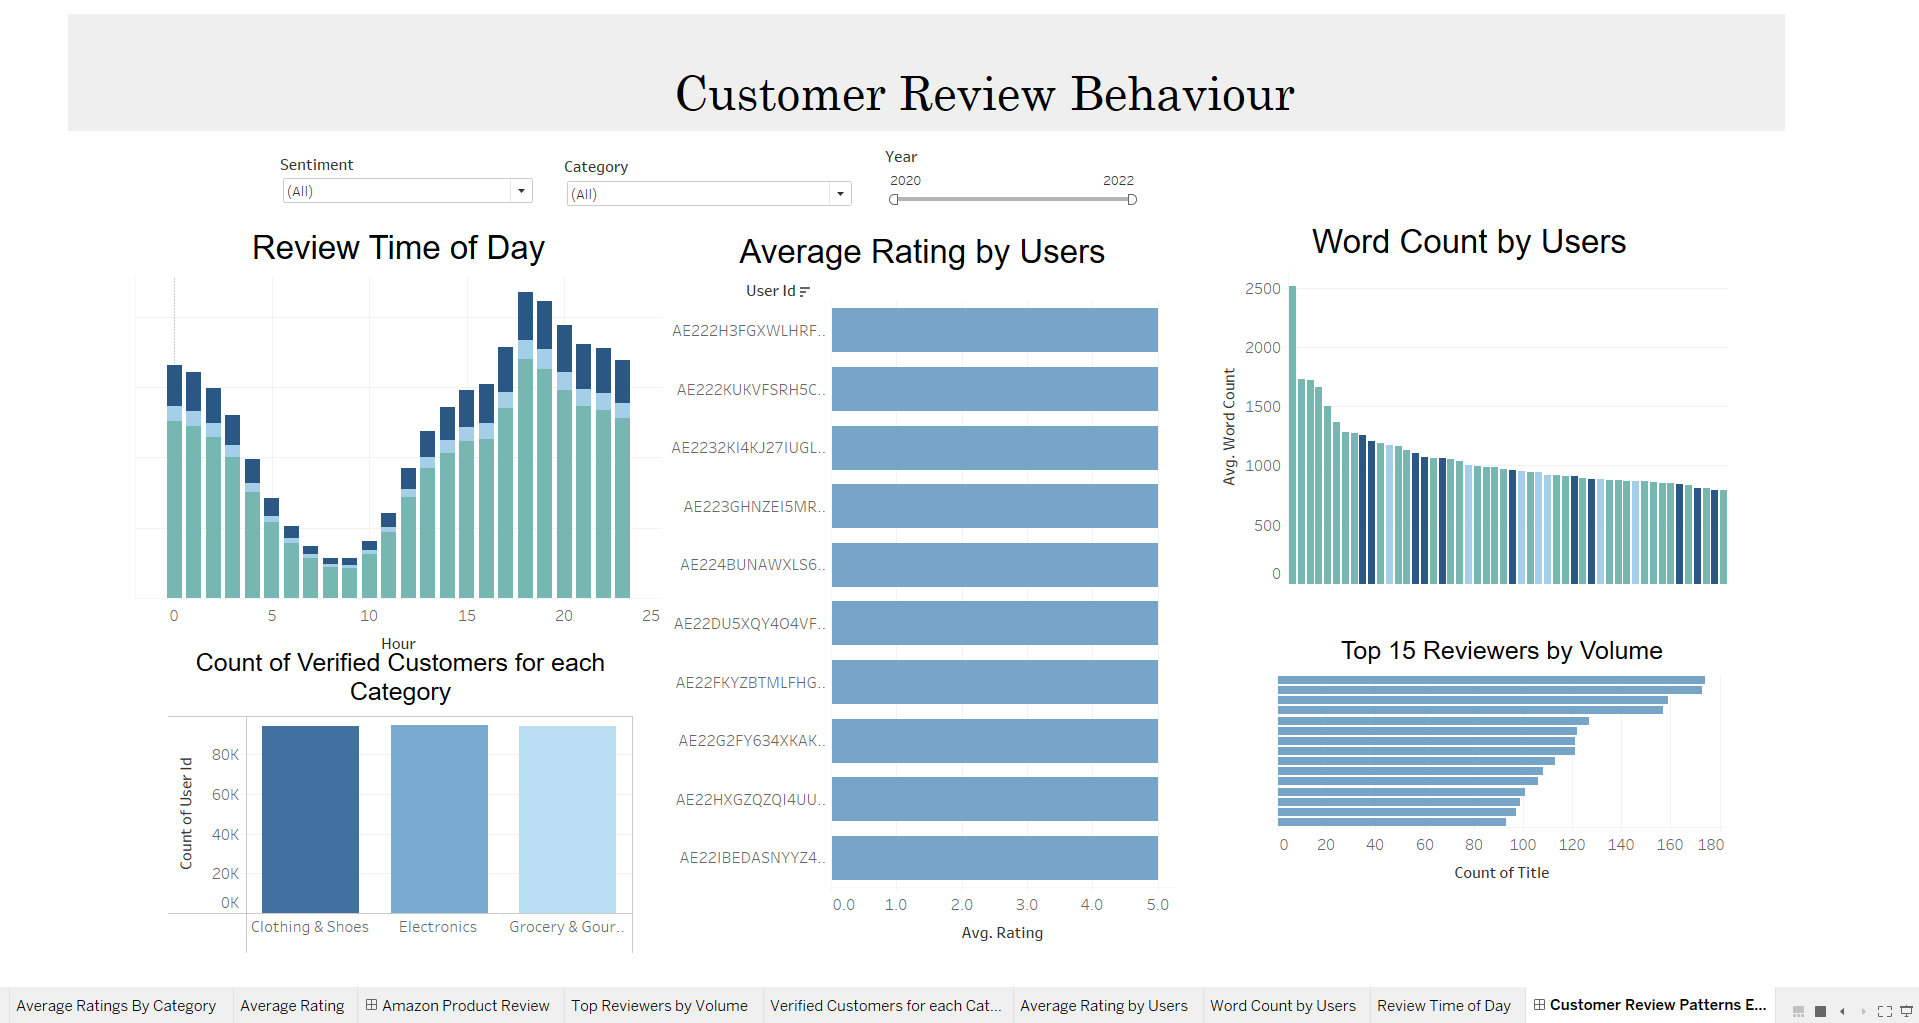 Customer Review Behaviour
Sentiment
(All)
Category
(All)
Year
2020 2022
Review Time of Day
0 5 10 15 20 25
Hour
Average Rating by Users
User Id
AE222H3FGXWLHRF..
AE222KUKVFSRH5C..
AE2232KI4KJ27IUGL..
AE223GHNZEI5MR..
AE224BUNAWXLS6..
AE22DU5XQY4O4VF..
AE22FKYZBTMLFHG..
AE22G2FY634XKAK..
AE22HXGZQZQI4UU..
AE22IBEDASNYYZ4..
0.0 1.0 2.0 3.0 4.0 5.0
Avg. Rating
Word Count by Users
Avg. Word Count
2500
2000
1500
1000
500
0
Count of Verified Customers for each
Category
Count of User Id
80K
60K
40K
20K
0K
Clothing & Shoes Electronics Grocery & Gour..
Top 15 Reviewers by Volume
0 20 40 60 80 100 120 140 160 180
Count of Title
Average Ratings By Category Average Rating Amazon Product Review Top Reviewers by Volume Verified Customers for each Cat... Average Rating by Users Word Count by Users Review Time of Day Customer Review Patterns E...